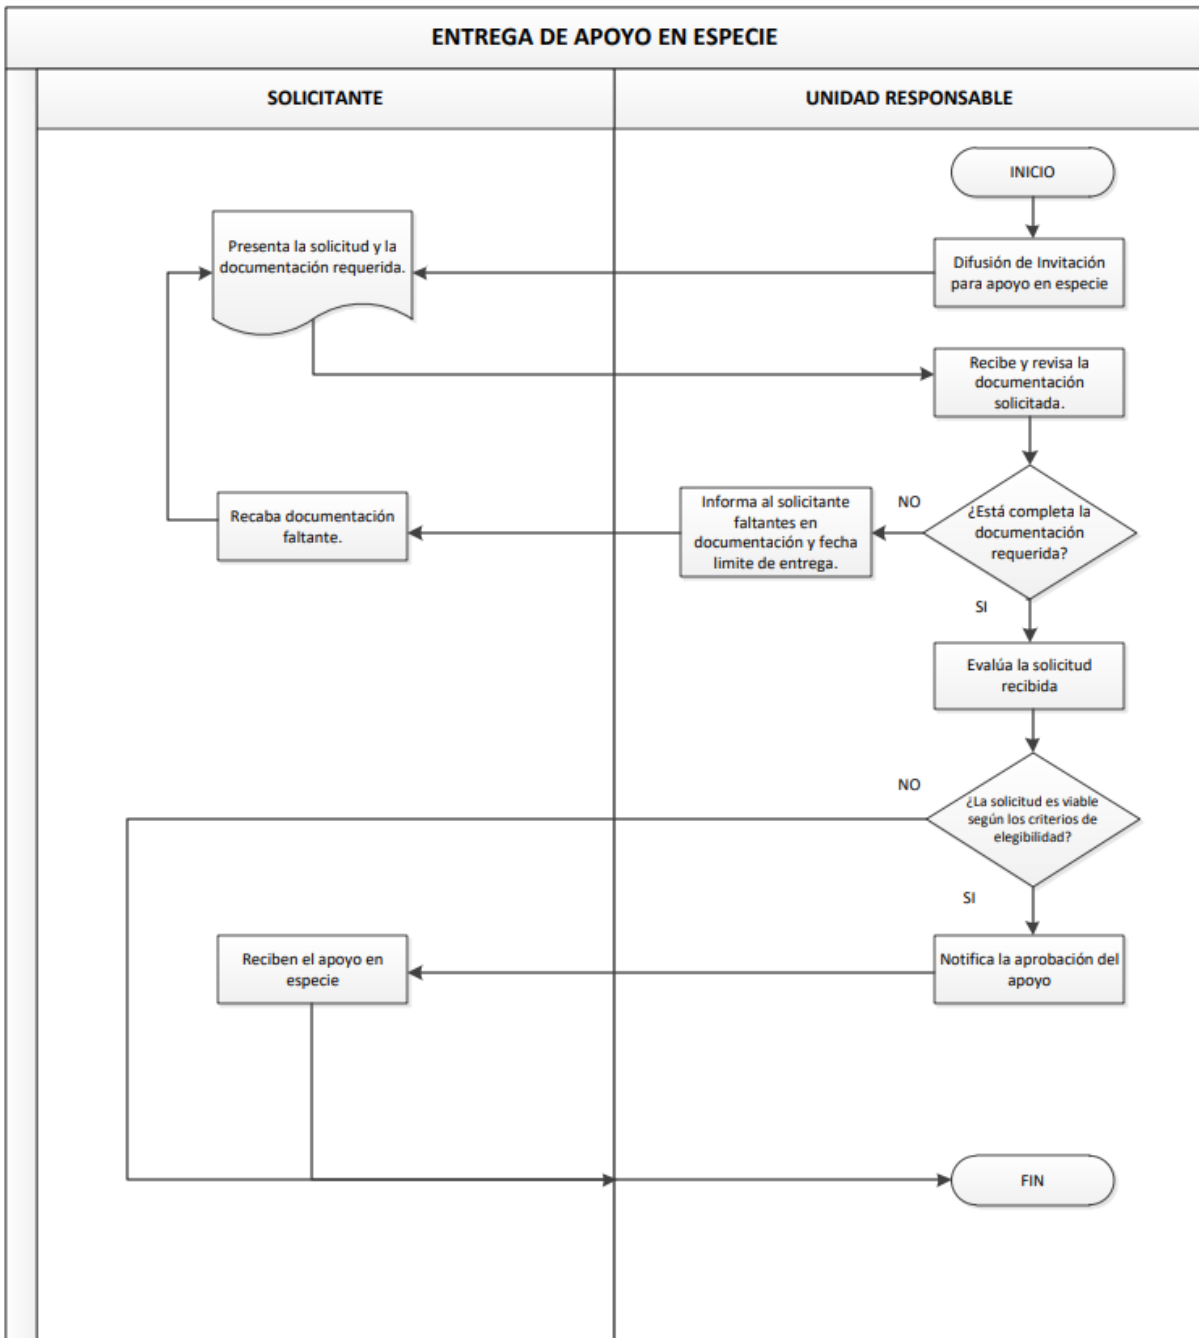 ENTREGA DE APOYO EN ESPECIE
SOLICITANTE
UNIDAD RESPONSABLE
INICIO
Difusión de Invitación
para apoyo en especie
Presenta la solicitud y la
documentación requerida.
Recibe y revisa la
documentación
solicitada.
¿Está completa la
documentación
requerida?
NO
Informa al solicitante
faltantes en
documentación y fecha
limite de entrega.
Recaba documentación
faltante.
SI
Evalúa la solicitud
recibida
¿La solicitud es viable
según los criterios de
elegibilidad?
NO
SI
Notifica la aprobación del
apoyo
Reciben el apoyo en
especie
FIN